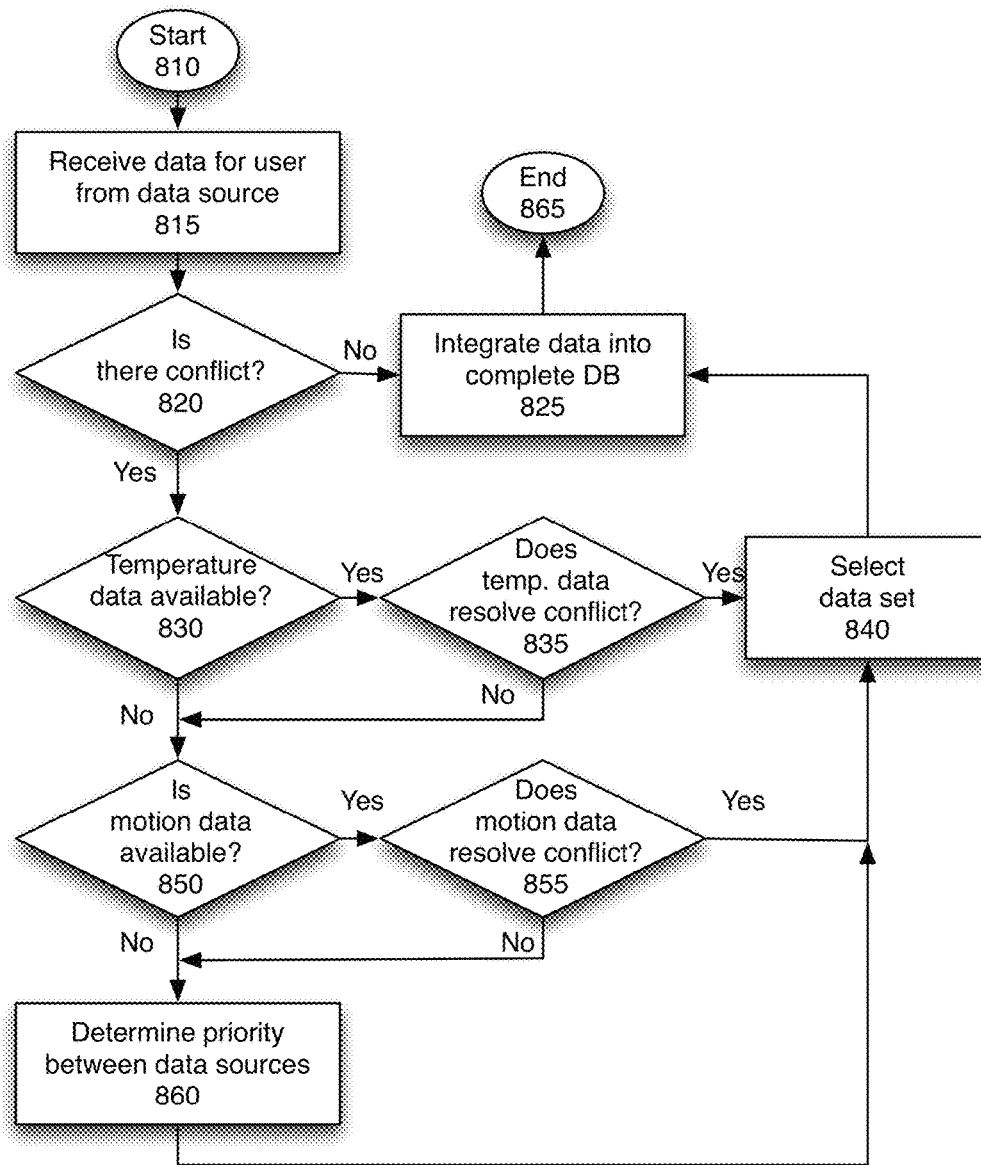 Start
810
Receive data for user
from data source
815
End
865
Is
there conflict?
820
No
Integrate data into
complete DB
825
Yes
Temperature
data available?
830
Yes
Does
temp. data
resolve conflict?
835
Yes
Select
data set
840
No
No
Is
motion data
available?
850
Yes
Does
motion data
resolve conflict?
855
Yes
No
No
Determine priority
between data sources
860